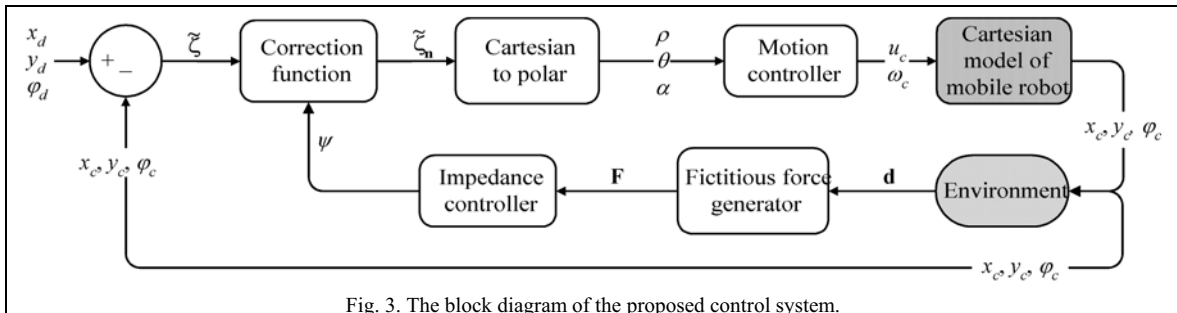 x_d
y_d
φ_d
+
−
ζ̃
Correction
function
ζ̃_n
Cartesian
to polar
ρ
θ
α
Motion
controller
u_c
ω_c
Cartesian
model of
mobile robot
x_c, y_c, φ_c
ψ
x_c, y_c, φ_c
Impedance
controller
F
Fictitious force
generator
d
Environment
x_c, y_c, φ_c
Fig. 3. The block diagram of the proposed control system.